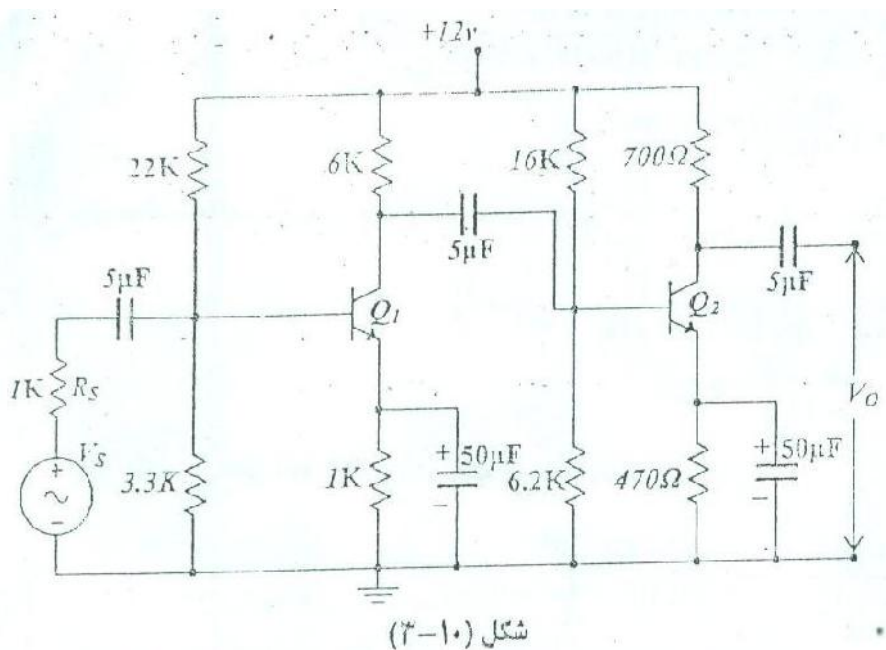 +12v
22K
6K
16K
700Ω
5μF
5μF
5μF
Q1
Q2
1K
RS
VS
3.3K
1K
+
50μF
6.2K
470Ω
+
50μF
VO
+
−
−
−
شکل (۱۰-۳)